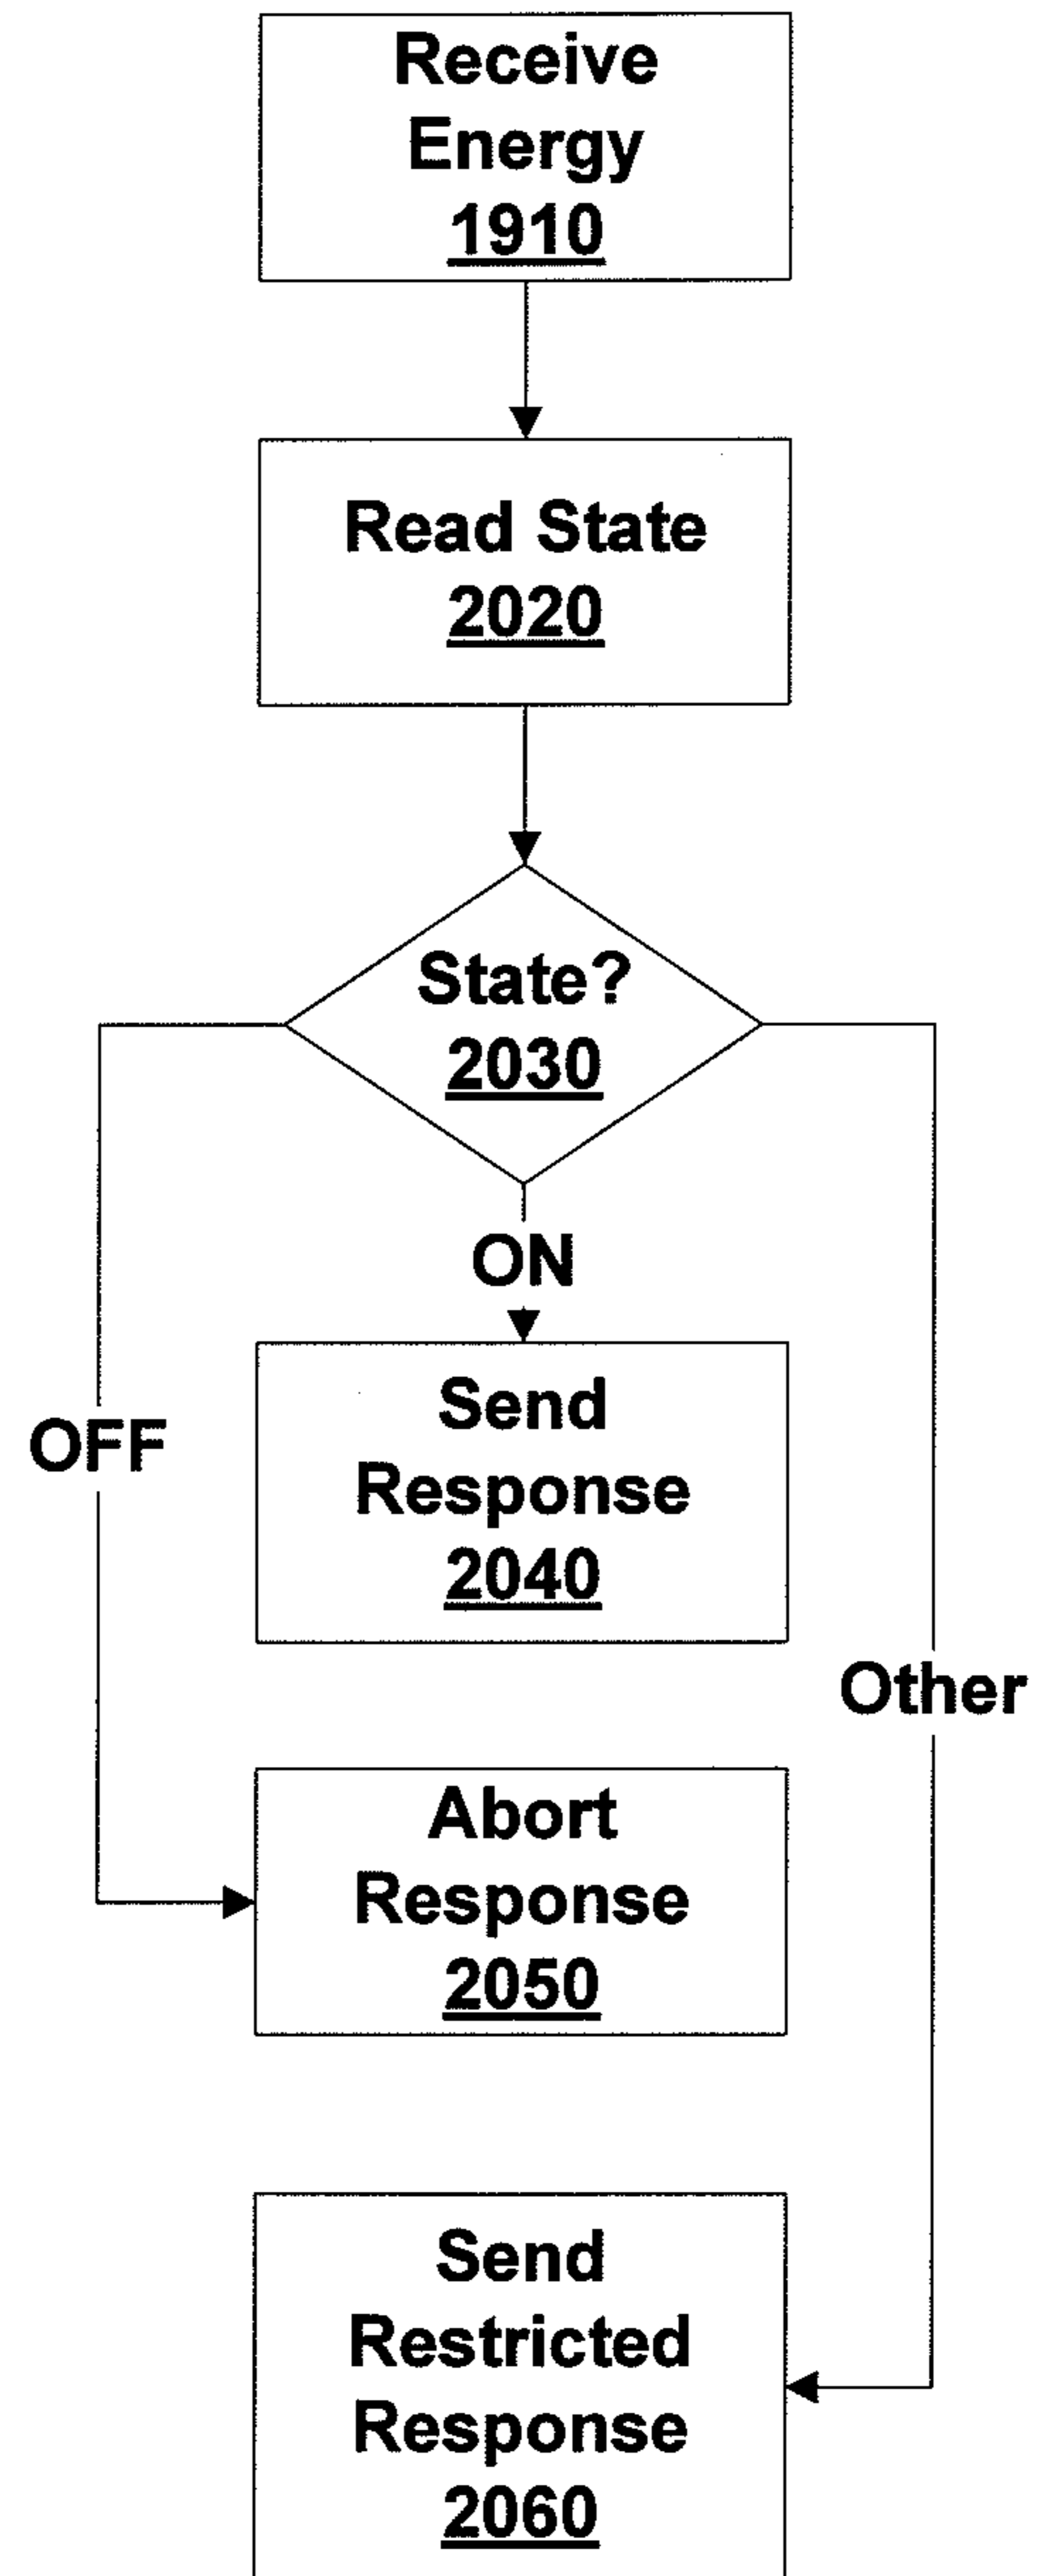 Receive
Energy
1910
Read State
2020
State?
2030
ON
Send
Response
2040
OFF
Other
Abort
Response
2050
Send
Restricted
Response
2060